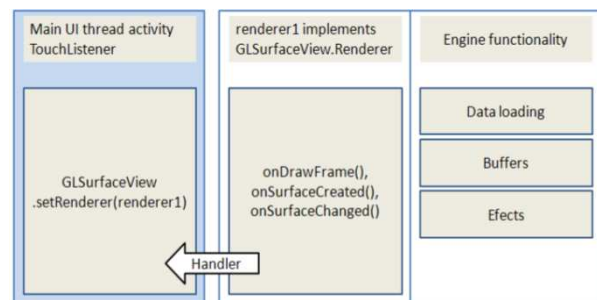 Main UI thread activity
TouchListener
GLSurfaceView
.setRenderer(renderer1)
renderer1 implements
GLSurfaceView.Renderer
onDrawFrame(),
onSurfaceCreated(),
onSurfaceChanged()
Handler
Engine functionality
Data loading
Buffers
Efects